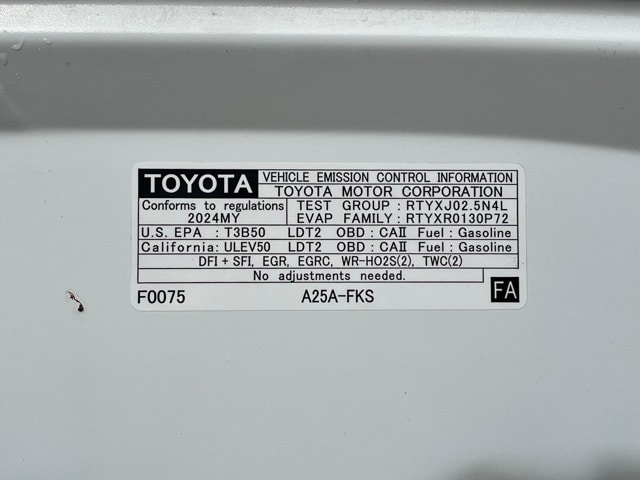 TOYOTA VEHICLE EMISSION CONTROL INFORMATION
TOYOTA MOTOR CORPORATION
Conforms to regulations TEST GROUP : RTYXJ02.5N4L
2024MY EVAP FAMILY : RTYXR0130P72
U.S. EPA : T3B50 LDT2 OBD : CAII Fuel : Gasoline
California: ULEV50 LDT2 OBD : CAII Fuel : Gasoline
DFI + SFI, EGR, EGRC, WR-HO2S(2), TWC(2)
No adjustments needed.
F0075 A25A-FKS FA